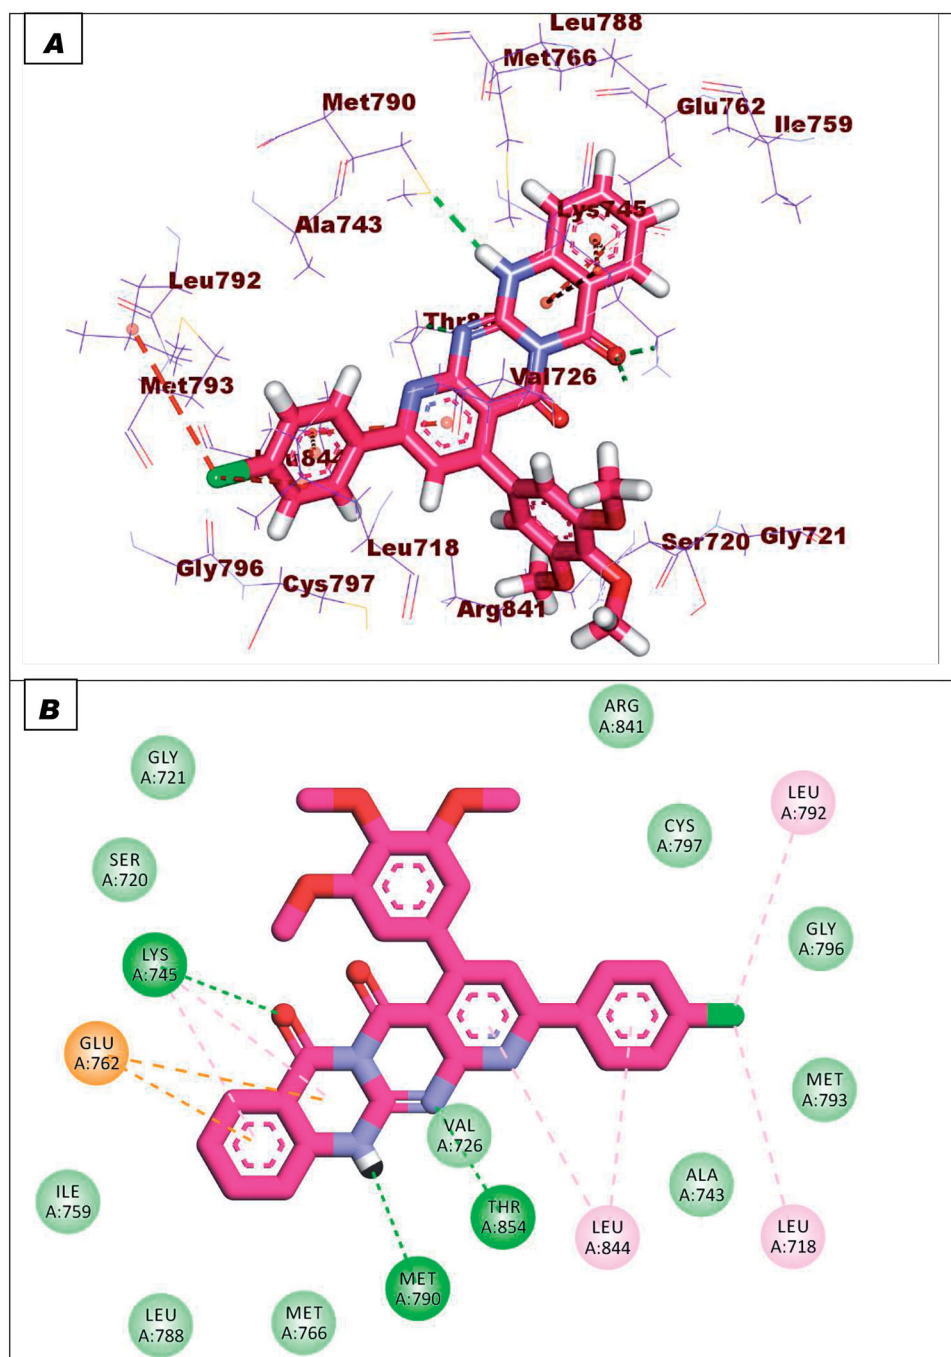 A
Leu788
Met766
Met790
Glu762
Ile759
Lys745
Ala743
Leu792
Thr85
Val726
Met793
Leu844
Leu718
Ser720
Gly721
Gly796
Cys797
Arg841
B
ARG
A:841
GLY
A:721
LEU
A:792
CYS
A:797
SER
A:720
GLY
A:796
LYS
A:745
GLU
A:762
MET
A:793
VAL
A:726
ALA
A:743
ILE
A:759
THR
A:854
LEU
A:844
LEU
A:718
MET
A:790
LEU
A:788
MET
A:766